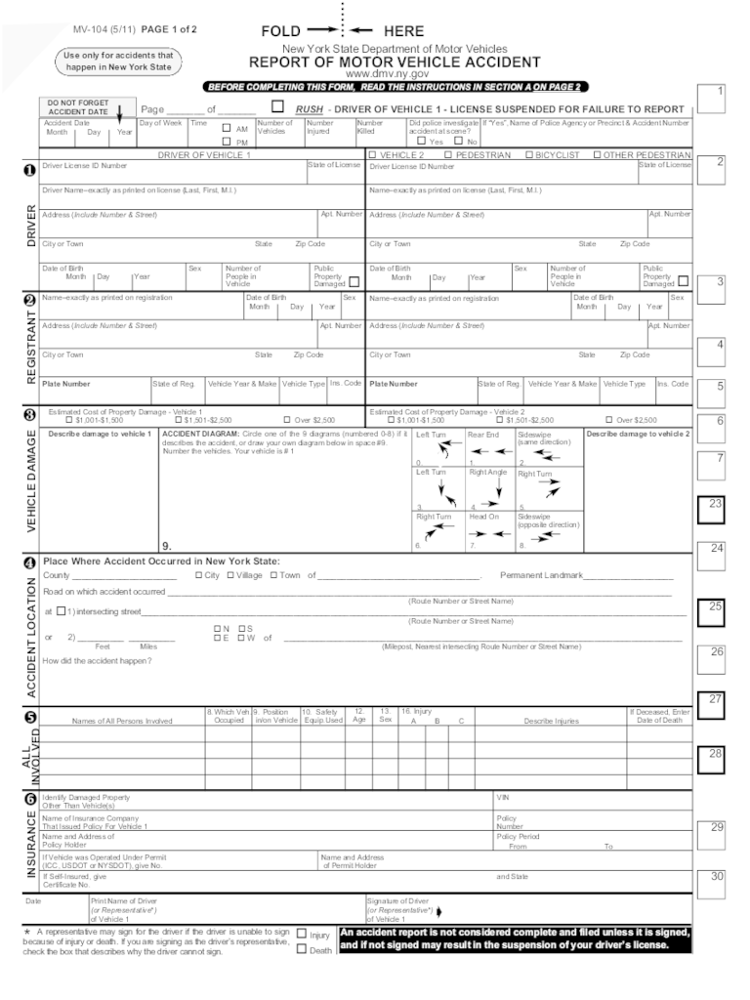 MV-104 (5/11) PAGE 1 of 2
FOLD HERE
Use only for accidents that
happen in New York State
New York State Department of Motor Vehicles
REPORT OF MOTOR VEHICLE ACCIDENT
www.dmv.ny.gov
BEFORE COMPLETING THIS FORM, READ THE INSTRUCTIONS IN SECTION A ON PAGE 2
1
DO NOT FORGET
ACCIDENT DATE
Page ________ of ________
RUSH - DRIVER OF VEHICLE 1 - LICENSE SUSPENDED FOR FAILURE TO REPORT
Accident Date
Month Day Year
Day of Week
Time
AM
PM
Number of
Vehicles
Number
Injured
Number
Killed
Did police investigate
accident at scene?
Yes No
If "Yes", Name of Police Agency or Precinct & Accident Number
DRIVER OF VEHICLE 1
VEHICLE 2 PEDESTRIAN BICYCLIST OTHER PEDESTRIAN
2
1
DRIVER
Driver License ID Number State of License
Driver License ID Number State of License
Driver Name–exactly as printed on license (Last, First, M.I.)
Name–exactly as printed on license (Last, First, M.I.)
Address (Include Number & Street) Apt. Number
Address (Include Number & Street) Apt. Number
City or Town State Zip Code
City or Town State Zip Code
Date of Birth
Month Day Year
Sex
Number of
People in
Vehicle
Public
Property
Damaged
Date of Birth
Month Day Year
Sex
Number of
People in
Vehicle
Public
Property
Damaged
3
2
REGISTRANT
Name–exactly as printed on registration
Date of Birth
Month Day Year
Sex
Name–exactly as printed on registration
Date of Birth
Month Day Year
Sex
Address (Include Number & Street) Apt. Number
Address (Include Number & Street) Apt. Number
4
City or Town State Zip Code
City or Town State Zip Code
Plate Number State of Reg. Vehicle Year & Make Vehicle Type Ins. Code
Plate Number State of Reg. Vehicle Year & Make Vehicle Type Ins. Code
5
3
VEHICLE DAMAGE
Estimated Cost of Property Damage - Vehicle 1
$1,001-$1,500 $1,501-$2,500 Over $2,500
Estimated Cost of Property Damage - Vehicle 2
$1,001-$1,500 $1,501-$2,500 Over $2,500
6
Describe damage to vehicle 1
ACCIDENT DIAGRAM: Circle one of the 9 diagrams (numbered 0-8) if it
describes the accident, or draw your own diagram below in space #9.
Number the vehicles. Your vehicle is # 1
9.
Left Turn
0.
Rear End
1.
Sideswipe
(same direction)
2.
Left Turn
3.
Right Angle
4.
Right Turn
5.
Right Turn
6.
Head On
7.
Sideswipe
(opposite direction)
8.
Describe damage to vehicle 2
7
23
24
4
ACCIDENT LOCATION
Place Where Accident Occurred in New York State:
County ______________________ City Village Town of ___________________________________. Permanent Landmark___________________
Road on which accident occurred ____________________
(Route Number or Street Name)
25
at 1) intersecting street____________________
(Route Number or Street Name)
or 2) __________ __________
Feet Miles
N S
E W of ____________________
(Milepost, Nearest intersecting Route Number or Street Name)
26
How did the accident happen?
27
5
ALL
INVOLVED
Names of All Persons Involved
8. Which Veh.
Occupied
9. Position
in/on Vehicle
10. Safety
Equip.Used
12.
Age
13.
Sex
16. Injury
A B C
Describe Injuries
If Deceased, Enter
Date of Death
28
6
INSURANCE
Identify Damaged Property
Other Than Vehicle(s)
VIN
Name of Insurance Company
That Issued Policy For Vehicle 1
Policy
Number
29
Name and Address of
Policy Holder
Policy Period
From To
If Vehicle was Operated Under Permit
(ICC, USDOT or NYSDOT), give No.
Name and Address
of Permit Holder
If Self-Insured, give
Certificate No.
and State
30
Date
Print Name of Driver
(or Representative*)
of Vehicle 1
Signature of Driver
(or Representative*)
of Vehicle 1
* A representative may sign for the driver if the driver is unable to sign
because of injury or death. If you are signing as the driver's representative,
check the box that describes why the driver cannot sign.
Injury
Death
An accident report is not considered complete and filed unless it is signed,
and if not signed may result in the suspension of your driver's license.